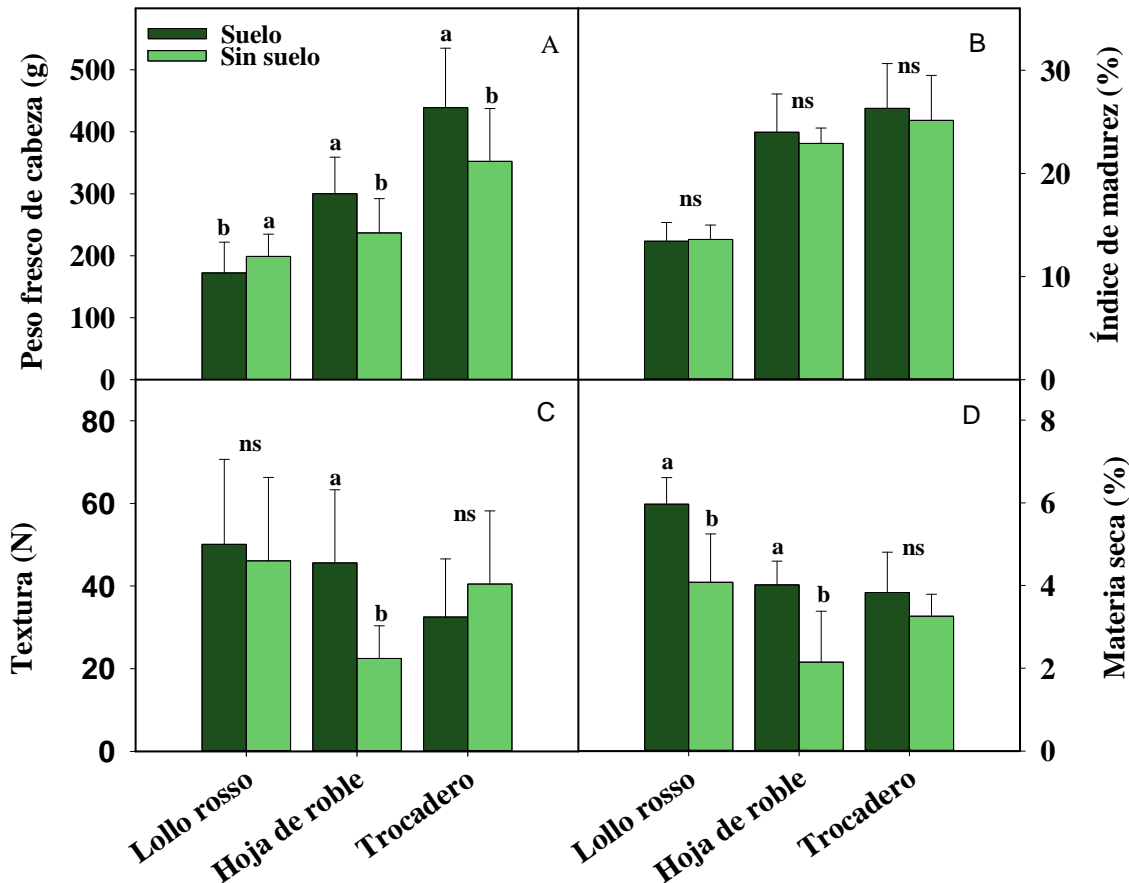 Suelo
Sin suelo
A
B
C
D
Peso fresco de cabeza (g)
500
400
300
200
100
0
b
a
a
b
a
b
Índice de madurez (%)
30
20
10
0
ns
ns
ns
Textura (N)
80
60
40
20
0
ns
a
b
ns
Materia seca (%)
8
6
4
2
0
a
b
a
b
ns
Lollo rosso
Hoja de roble
Trocadero
Lollo rosso
Hoja de roble
Trocadero